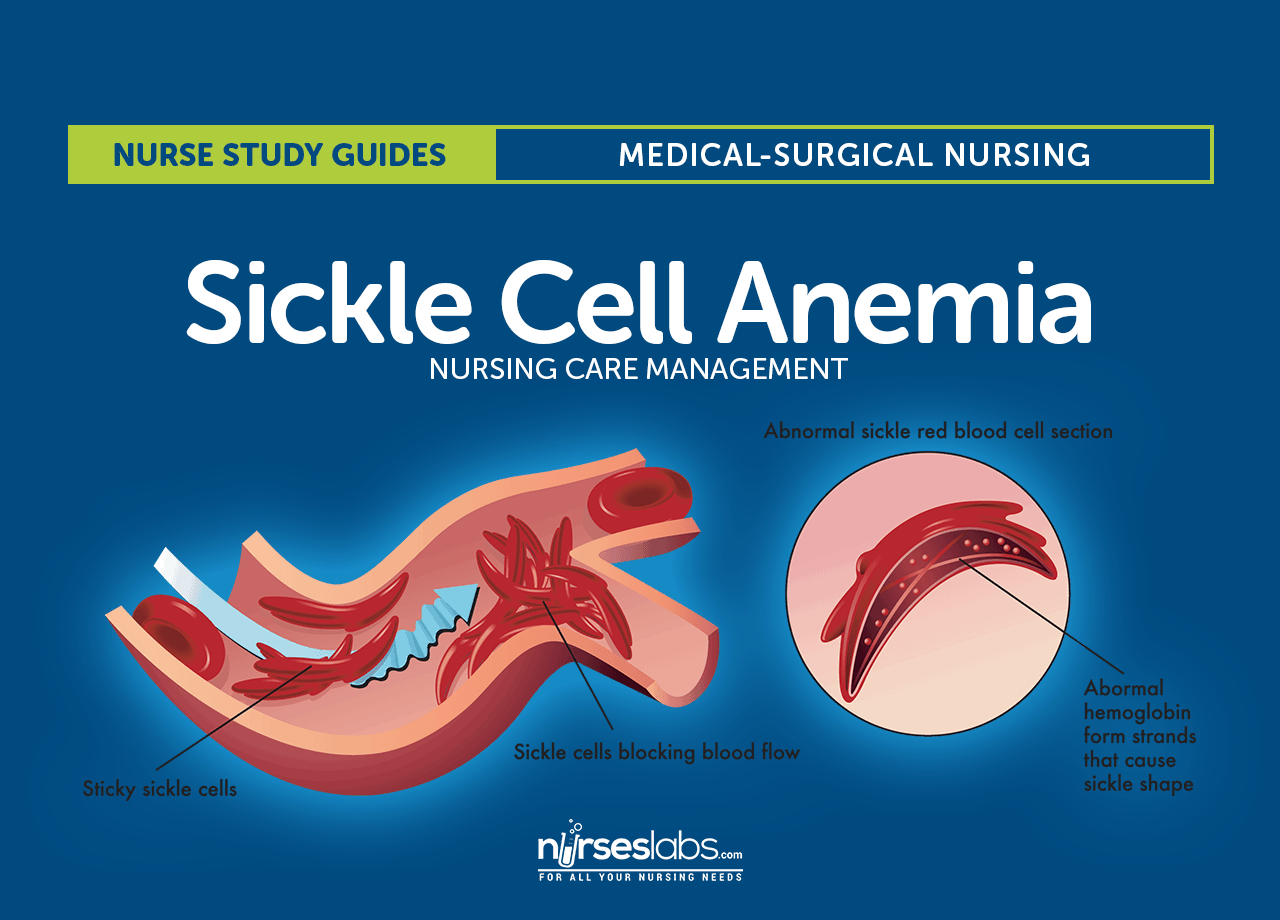 NURSE STUDY GUIDES
MEDICAL-SURGICAL NURSING
Sickle Cell Anemia
NURSING CARE MANAGEMENT
Abnormal sickle red blood cell section
Abormal
hemoglobin
form strands
that cause
sickle shape
Sickle cells blocking blood flow
Sticky sickle cells
nurseslabs.com
FOR ALL YOUR NURSING NEEDS